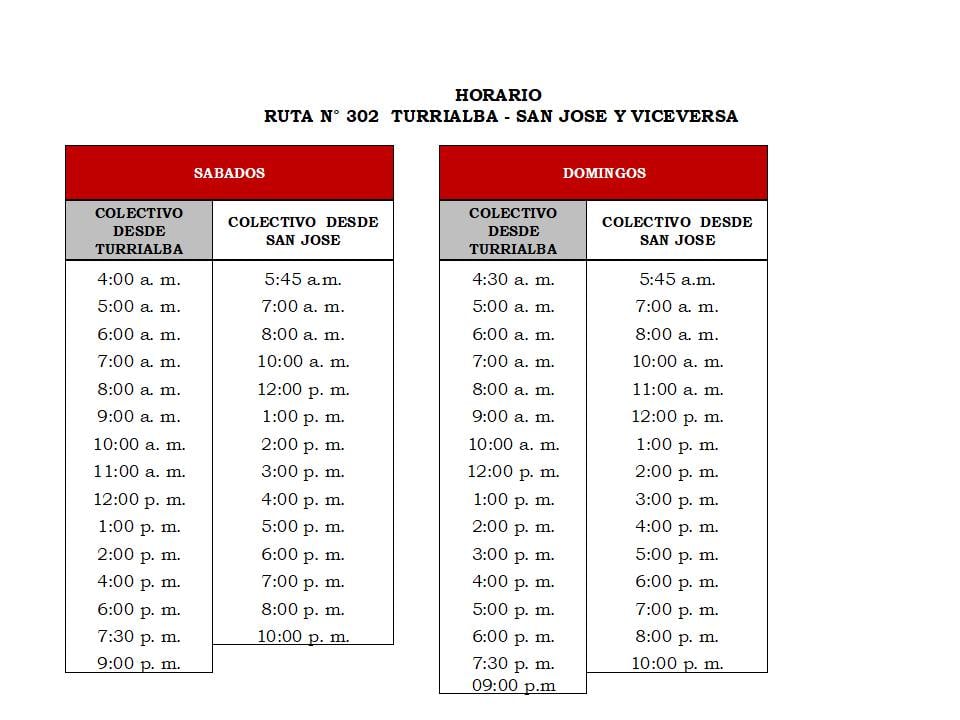 HORARIO
RUTA N° 302 TURRIALBA - SAN JOSE Y VICEVERSA
SABADOS
COLECTIVO
DESDE
TURRIALBA
COLECTIVO DESDE
SAN JOSE
4:00 a. m.
5:45 a.m.
5:00 a. m.
7:00 a. m.
6:00 a. m.
8:00 a. m.
7:00 a. m.
10:00 a. m.
8:00 a. m.
12:00 p. m.
9:00 a. m.
1:00 p. m.
10:00 a. m.
2:00 p. m.
11:00 a. m.
3:00 p. m.
12:00 p. m.
4:00 p. m.
1:00 p. m.
5:00 p. m.
2:00 p. m.
6:00 p. m.
4:00 p. m.
7:00 p. m.
6:00 p. m.
8:00 p. m.
7:30 p. m.
10:00 p. m.
9:00 p. m.
DOMINGOS
COLECTIVO
DESDE
TURRIALBA
COLECTIVO DESDE
SAN JOSE
4:30 a. m.
5:45 a.m.
5:00 a. m.
7:00 a. m.
6:00 a. m.
8:00 a. m.
7:00 a. m.
10:00 a. m.
8:00 a. m.
11:00 a. m.
9:00 a. m.
12:00 p. m.
10:00 a. m.
1:00 p. m.
12:00 p. m.
2:00 p. m.
1:00 p. m.
3:00 p. m.
2:00 p. m.
4:00 p. m.
3:00 p. m.
5:00 p. m.
4:00 p. m.
6:00 p. m.
5:00 p. m.
7:00 p. m.
6:00 p. m.
8:00 p. m.
7:30 p. m.
10:00 p. m.
09:00 p.m